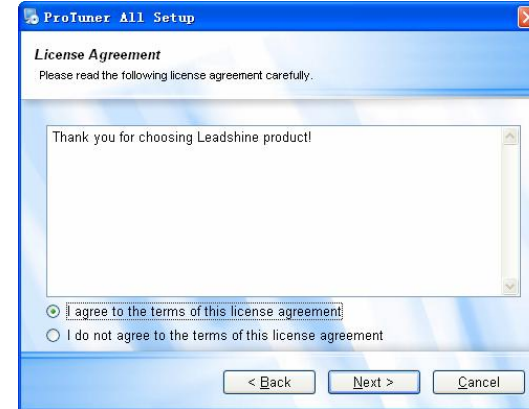 ProTuner All Setup
License Agreement
Please read the following license agreement carefully.
Thank you for choosing Leadshine product!
I agree to the terms of this license agreement
I do not agree to the terms of this license agreement
< Back Next > Cancel